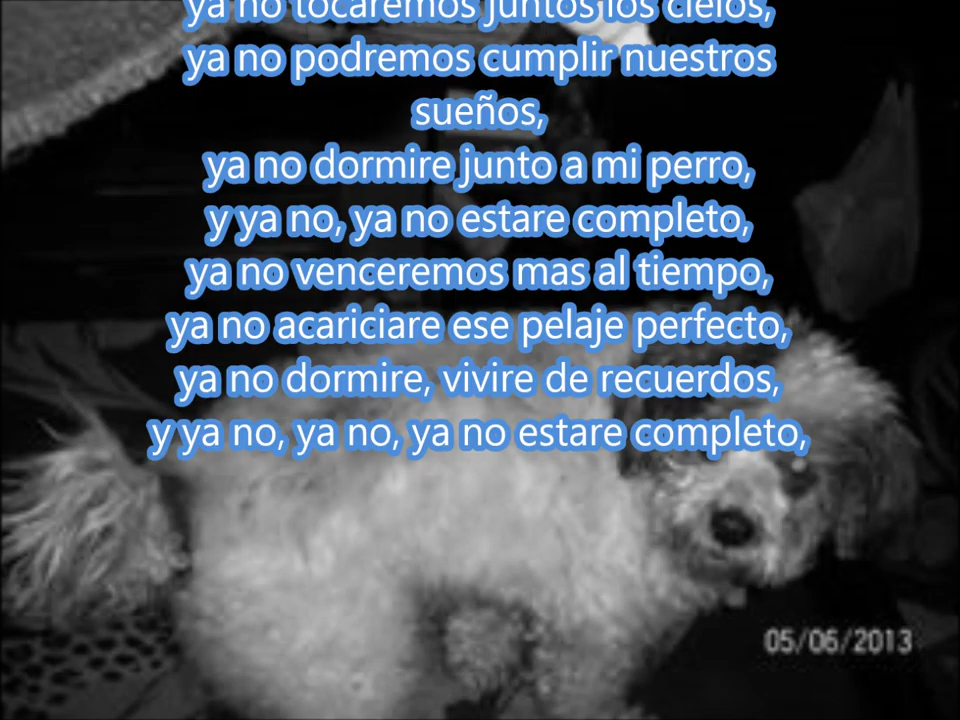 ya no tocaremos juntos los cielos,
ya no podremos cumplir nuestros
sueños,
ya no dormire junto a mi perro,
y ya no, ya no estare completo,
ya no venceremos mas al tiempo,
ya no acariciare ese pelaje perfecto,
ya no dormire, vivire de recuerdos,
y ya no, ya no, ya no estare completo,
05/06/2013